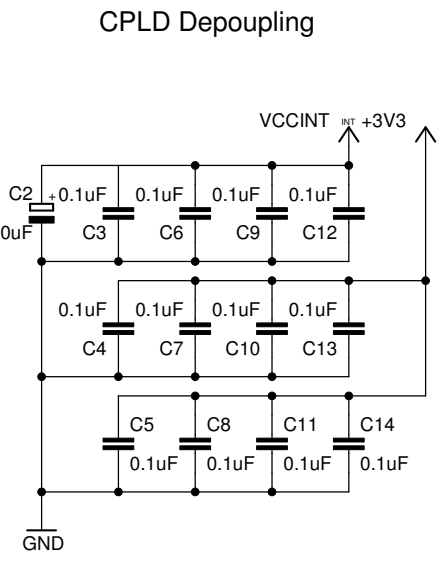 CPLD Depoupling
VCCINT INT +3V3
C2 + 0.1uF 0.1uF 0.1uF 0.1uF
0uF C3 C6 C9 C12
0.1uF 0.1uF 0.1uF 0.1uF
C4 C7 C10 C13
C5 C8 C11 C14
0.1uF 0.1uF 0.1uF 0.1uF
GND